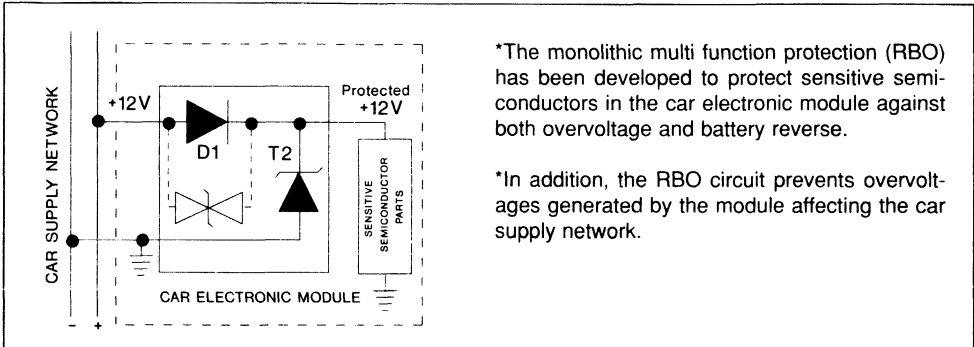 CAR SUPPLY NETWORK
+12V
Protected
+12V
D1
T2
SENSITIVE
SEMICONDUCTOR
PARTS
CAR ELECTRONIC MODULE
- +
*The monolithic multi function protection (RBO)
has been developed to protect sensitive semi-
conductors in the car electronic module against
both overvoltage and battery reverse.
*In addition, the RBO circuit prevents overvolt-
ages generated by the module affecting the car
supply network.